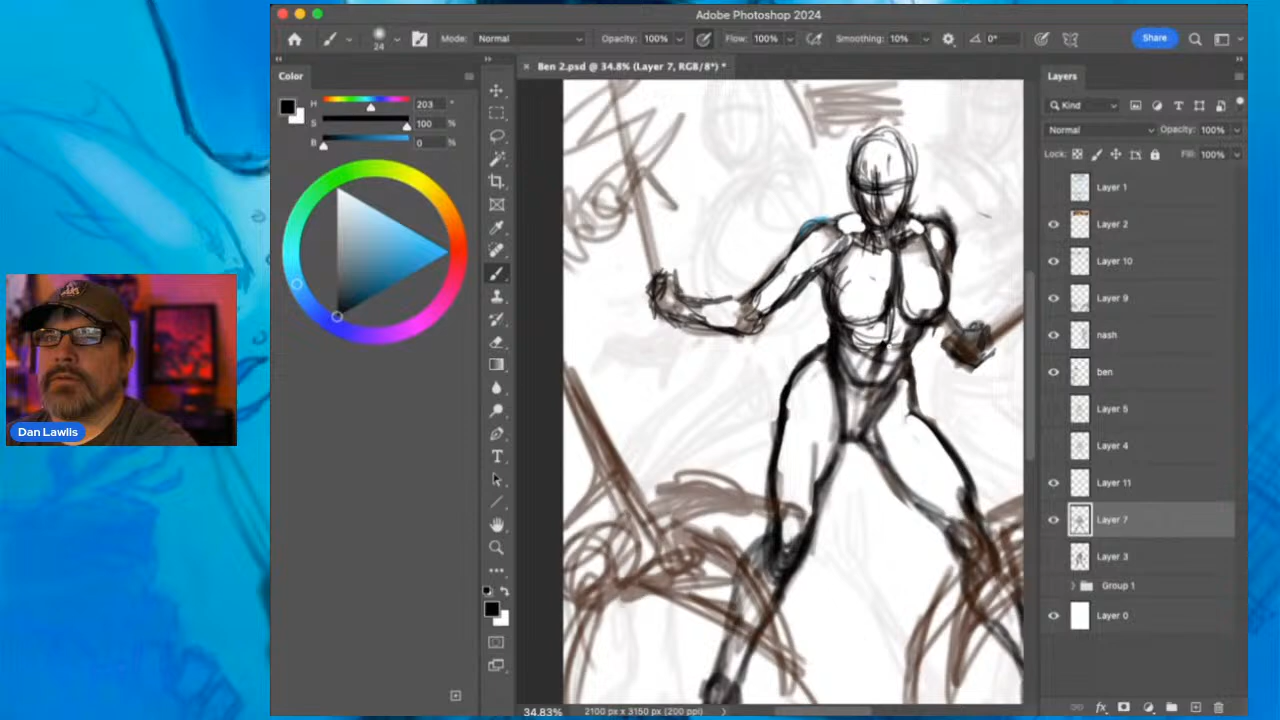 Adobe Photoshop 2024
24
Mode: Normal
Opacity: 100%
Flow: 100%
Smoothing: 10%
0°
Share
Color
Ben 2.psd @ 34.8% (Layer 7, RGB/8*) *
Layers
H 203 °
S 100 %
B 0 %
Kind
Normal
Opacity: 100%
Lock:
Fill: 100%
Layer 1
Layer 2
Layer 10
Layer 9
nash
ben
Layer 5
Layer 4
Layer 11
Layer 7
Layer 3
Group 1
Layer 0
Dan Lawlis
34.83%
2100 px x 3150 px (200 ppi)